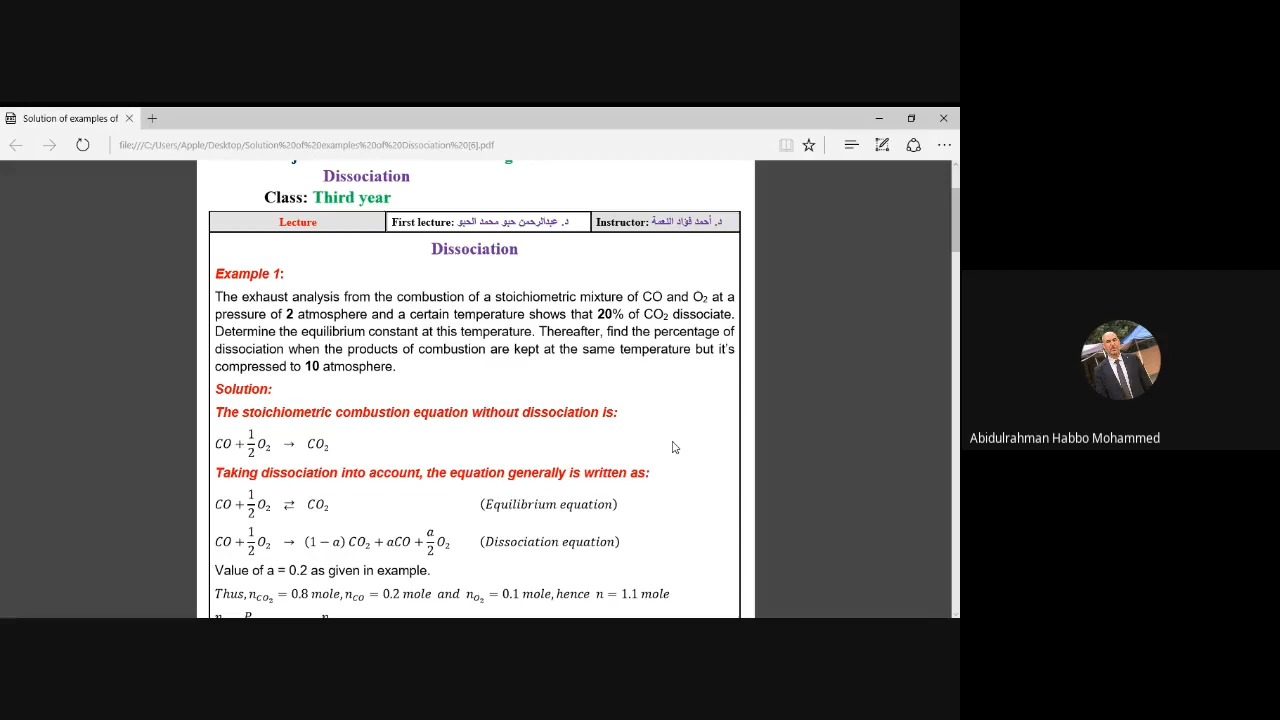 Solution of examples of
file:///C:/Users/Apple/Desktop/Solution%20of%20examples%20of%20Dissociation%20[6].pdf
Dissociation
Class: Third year
Lecture
First lecture: د. عبدالرحمن حبو محمد الحبو
Instructor: د. أحمد فؤاد النعمة
Dissociation
Example 1:
The exhaust analysis from the combustion of a stoichiometric mixture of CO and O₂ at a
pressure of 2 atmosphere and a certain temperature shows that 20% of CO₂ dissociate.
Determine the equilibrium constant at this temperature. Thereafter, find the percentage of
dissociation when the products of combustion are kept at the same temperature but it's
compressed to 10 atmosphere.
Solution:
The stoichiometric combustion equation without dissociation is:
CO + 1/2 O₂ → CO₂
Taking dissociation into account, the equation generally is written as:
CO + 1/2 O₂ ⇄ CO₂ (Equilibrium equation)
CO + 1/2 O₂ → (1 − a) CO₂ + aCO + a/2 O₂ (Dissociation equation)
Value of a = 0.2 as given in example.
Thus, n_CO₂ = 0.8 mole, n_CO = 0.2 mole and n_O₂ = 0.1 mole, hence n = 1.1 mole
Abidulrahman Habbo Mohammed